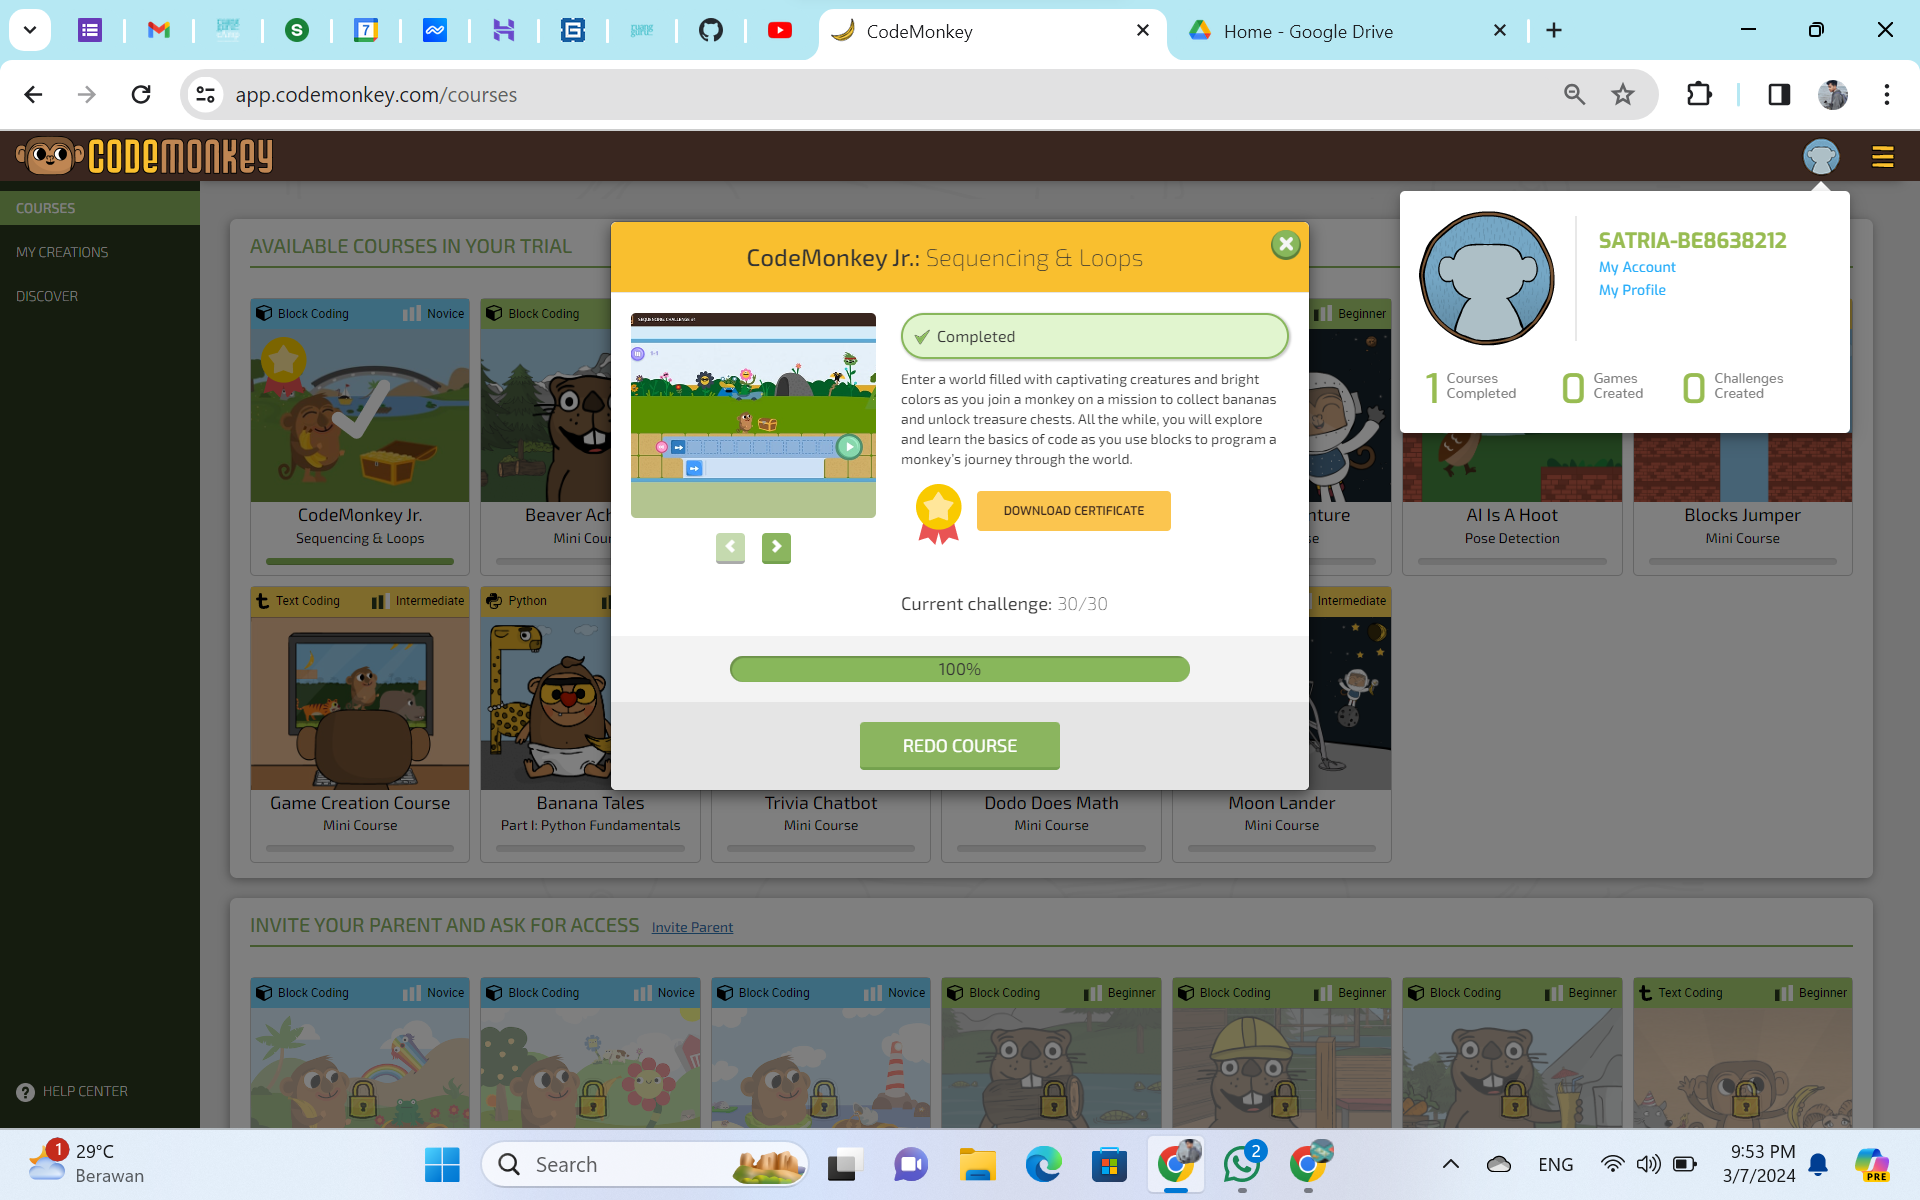 CodeMonkey
Home - Google Drive
app.codemonkey.com/courses
CODEMONKEY
COURSES
MY CREATIONS
DISCOVER
HELP CENTER
SATRIA-BE8638212
My Account
My Profile
1 Courses Completed
0 Games Created
0 Challenges Created
AVAILABLE COURSES IN YOUR TRIAL
Block Coding Novice
CodeMonkey Jr.
Sequencing & Loops
Block Coding
Beaver Ach
Mini Cou
Beginner
nture
se
AI Is A Hoot
Pose Detection
Blocks Jumper
Mini Course
CodeMonkey Jr.: Sequencing & Loops
SEQUENCING CHALLENGE #1
Completed
Enter a world filled with captivating creatures and bright
colors as you join a monkey on a mission to collect bananas
and unlock treasure chests. All the while, you will explore
and learn the basics of code as you use blocks to program a
monkey's journey through the world.
DOWNLOAD CERTIFICATE
Current challenge: 30/30
100%
REDO COURSE
Text Coding Intermediate
Game Creation Course
Mini Course
Python
Banana Tales
Part I: Python Fundamentals
Trivia Chatbot
Mini Course
Dodo Does Math
Mini Course
Intermediate
Moon Lander
Mini Course
INVITE YOUR PARENT AND ASK FOR ACCESS Invite Parent
Block Coding Novice
Block Coding Novice
Block Coding Novice
Block Coding Beginner
Block Coding Beginner
Block Coding Beginner
Text Coding Beginner
1
29°C
Berawan
Search
2
ENG
9:53 PM
3/7/2024
PRE